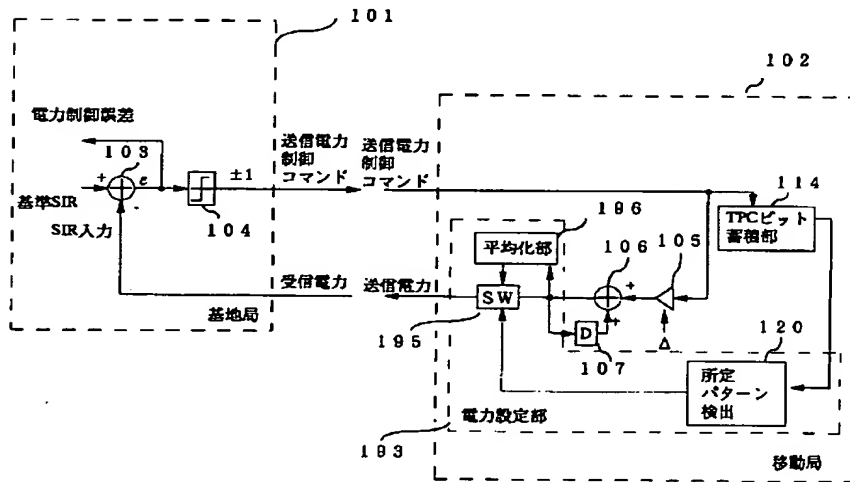 101
102
電力制御誤差
103
基準SIR
+
e
-
SIR入力
104
±1
送信電力
制御
コマンド
送信電力
制御
コマンド
114
TPCビット
蓄積部
196
平均化部
106
105
+
+
SW
D
107
Δ
195
受信電力
送信電力
基地局
120
所定
パターン
検出
電力設定部
193
移動局